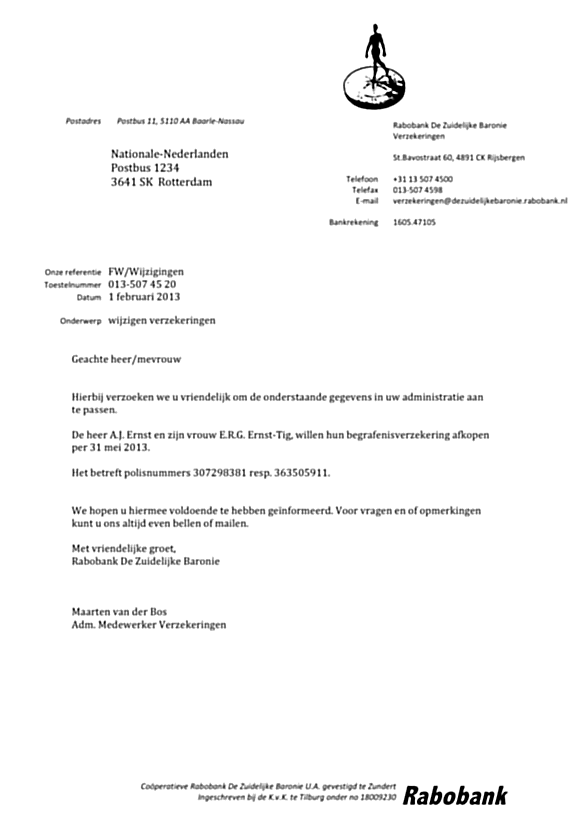 Postadres Postbus 11, 5110 AA Baarle-Nassau
Rabobank De Zuidelijke Baronie
Verzekeringen
St.Bavostraat 60, 4891 CK Rijsbergen
Nationale-Nederlanden
Postbus 1234
3641 SK Rotterdam
Telefoon +31 13 507 4500
Telefax 013-507 4598
E-mail verzekeringen@dezuidelijkebaronie.rabobank.nl
Bankrekening 1605.47105
Onze referentie FW/Wijzigingen
Toestelnummer 013-507 45 20
Datum 1 februari 2013
Onderwerp wijzigen verzekeringen
Geachte heer/mevrouw
Hierbij verzoeken we u vriendelijk om de onderstaande gegevens in uw administratie aan
te passen.
De heer A.J. Ernst en zijn vrouw E.R.G. Ernst-Tig, willen hun begrafenisverzekering afkopen
per 31 mei 2013.
Het betreft polisnummers 307298381 resp. 363505911.
We hopen u hiermee voldoende te hebben geïnformeerd. Voor vragen en of opmerkingen
kunt u ons altijd even bellen of mailen.
Met vriendelijke groet,
Rabobank De Zuidelijke Baronie
Maarten van der Bos
Adm. Medewerker Verzekeringen
Coöperatieve Rabobank De Zuidelijke Baronie U.A. gevestigd te Zundert
Ingeschreven bij de K.v.K. te Tilburg onder no 18009230
Rabobank